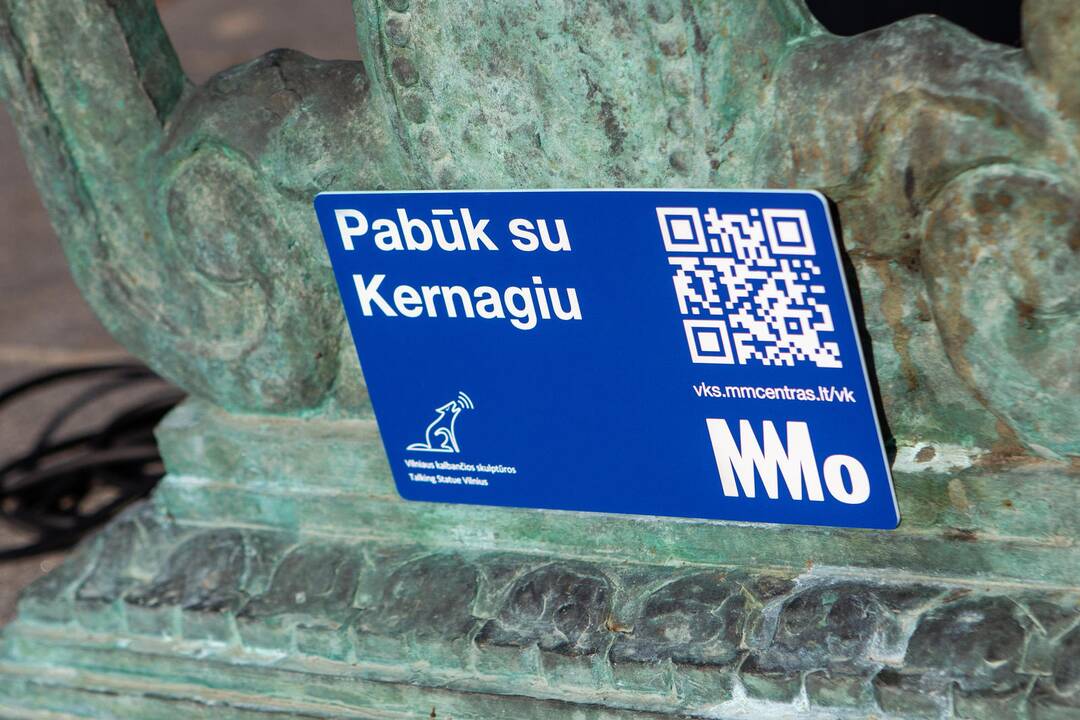 Pabūk su
Kernagiu
vks.mmcentras.lt/vk
Vilniaus kalbančios skulptūros
Talking Statue Vilnius
MMo